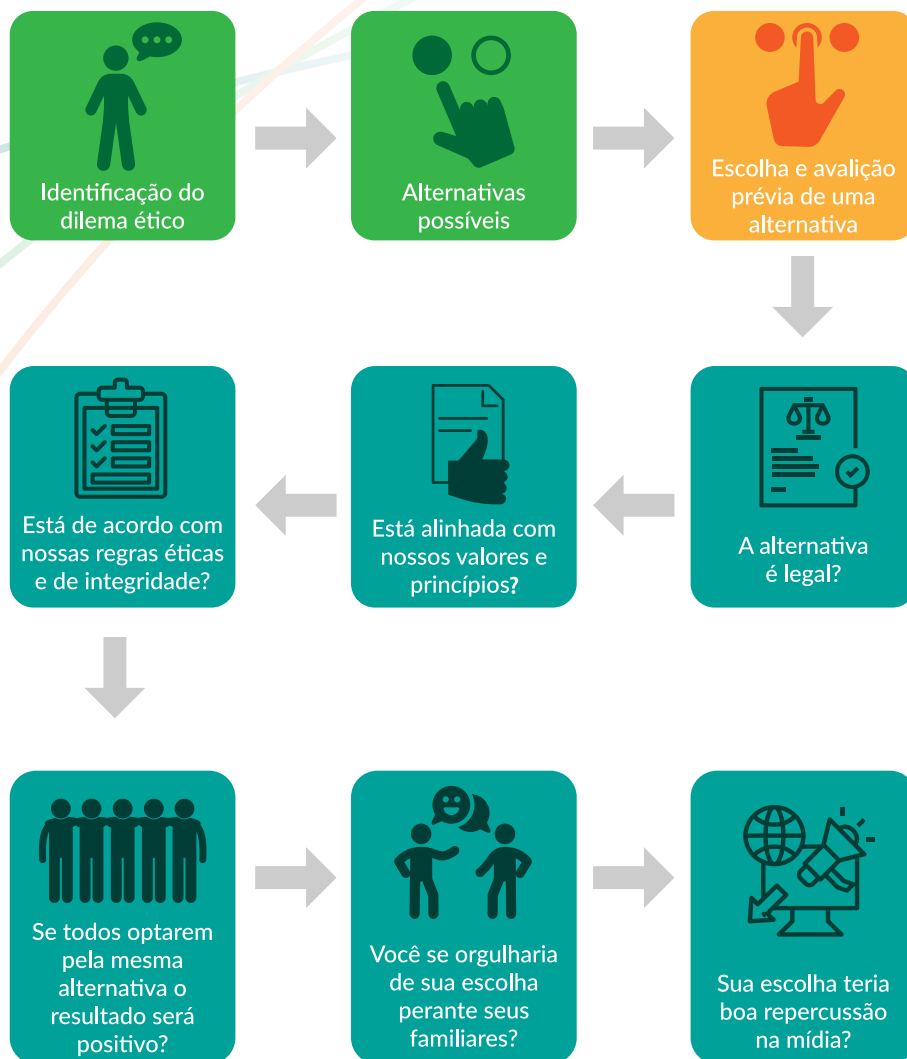 Identificação do
dilema ético
Alternativas
possíveis
Escolha e avalição
prévia de uma
alternativa
A alternativa
é legal?
Está alinhada com
nossos valores e
princípios?
Está de acordo com
nossas regras éticas
e de integridade?
Se todos optarem
pela mesma
alternativa o
resultado será
positivo?
Você se orgulharia
de sua escolha
perante seus
familiares?
Sua escolha teria
boa repercussão
na mídia?